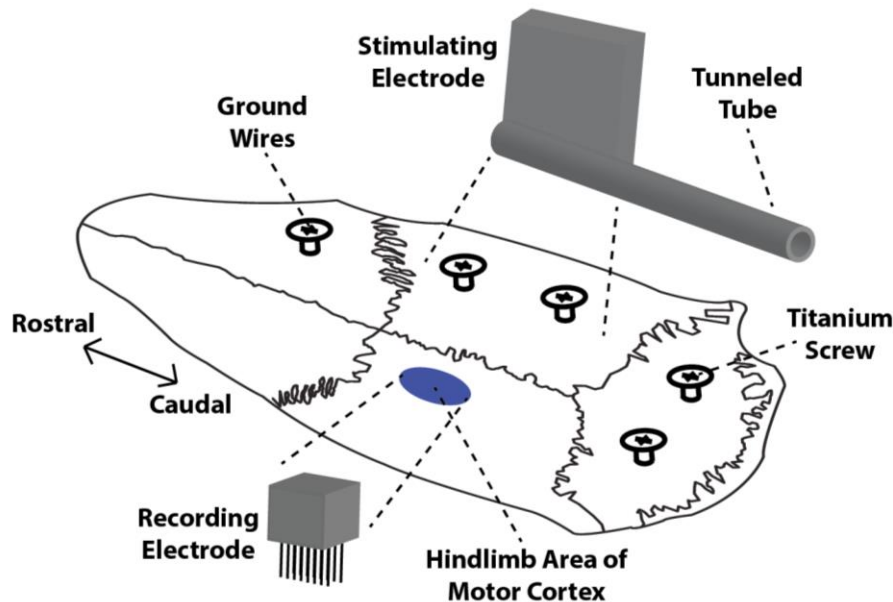 Stimulating
Electrode
Tunneled
Tube
Ground
Wires
Rostral
Caudal
Titanium
Screw
Recording
Electrode
Hindlimb Area of
Motor Cortex